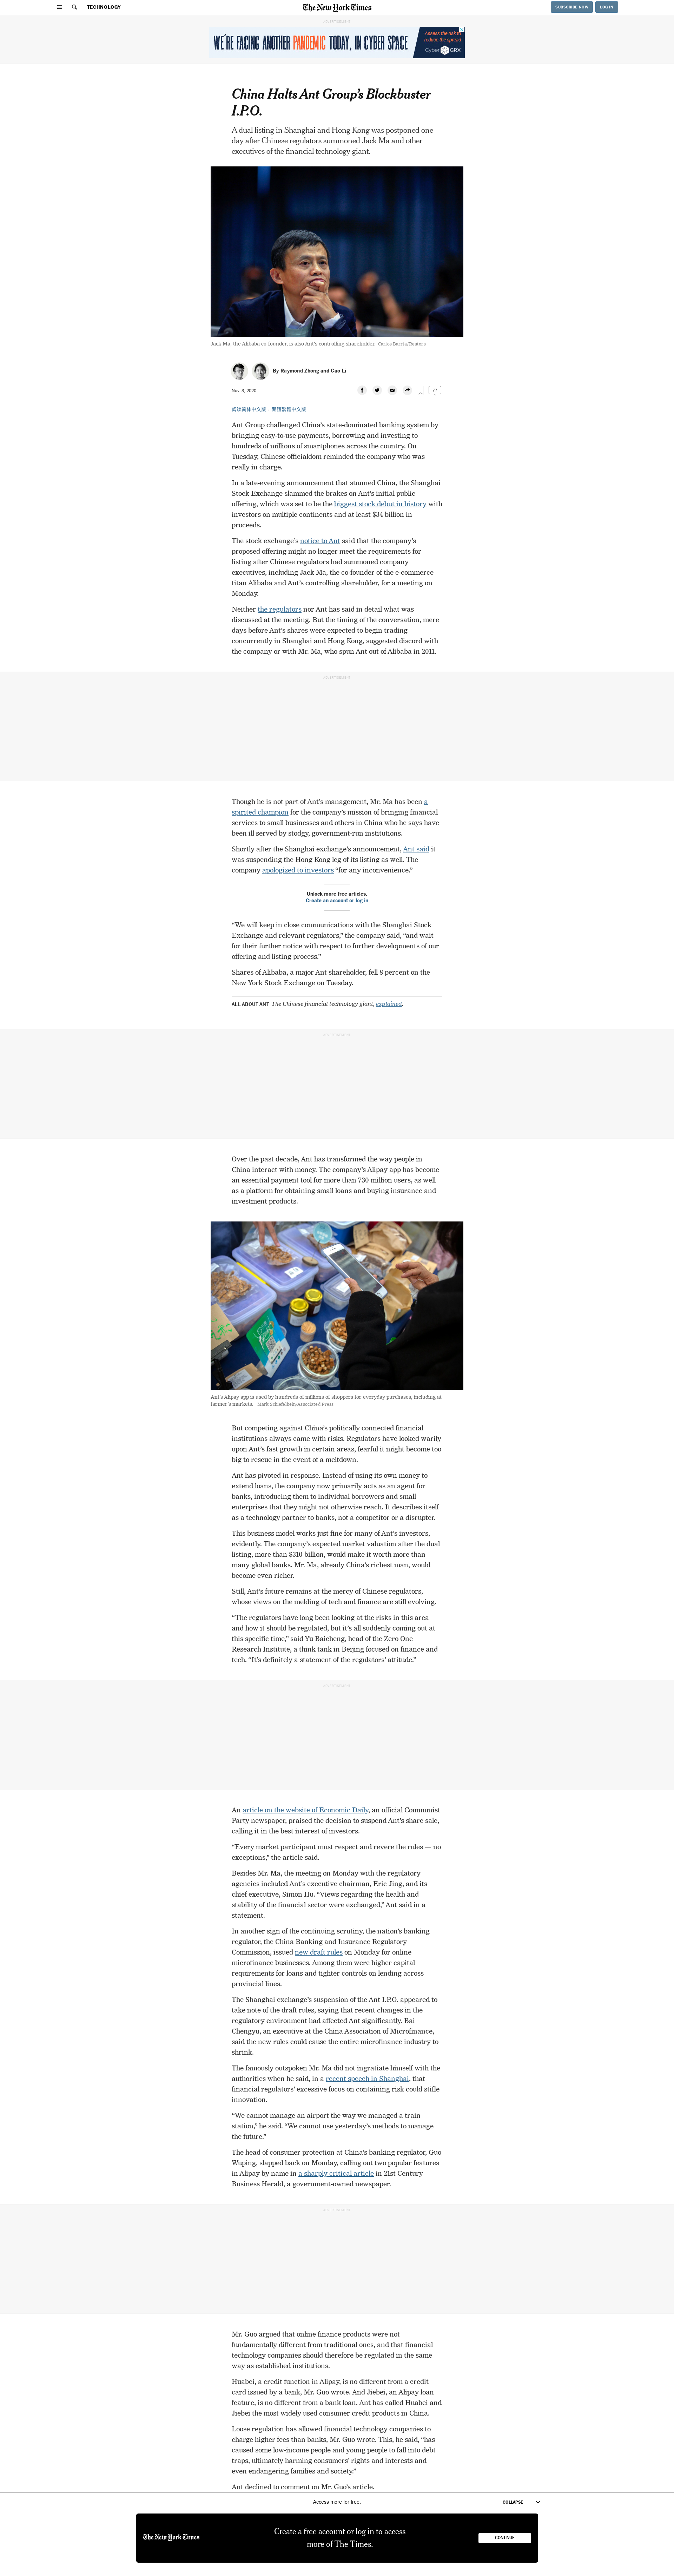 TECHNOLOGY
The New York Times
SUBSCRIBE NOW
LOG IN
ADVERTISEMENT
WE'RE FACING ANOTHER PANDEMIC TODAY, IN CYBER SPACE
Assess the risk to
reduce the spread
CyberGRX
China Halts Ant Group's Blockbuster
I.P.O.
A dual listing in Shanghai and Hong Kong was postponed one
day after Chinese regulators summoned Jack Ma and other
executives of the financial technology giant.
Jack Ma, the Alibaba co-founder, is also Ant's controlling shareholder. Carlos Barria/Reuters
By Raymond Zhong and Cao Li
Nov. 3, 2020
77
阅读简体中文版 閱讀繁體中文版
Ant Group challenged China's state-dominated banking system by
bringing easy-to-use payments, borrowing and investing to
hundreds of millions of smartphones across the country. On
Tuesday, Chinese officialdom reminded the company who was
really in charge.
In a late-evening announcement that stunned China, the Shanghai
Stock Exchange slammed the brakes on Ant's initial public
offering, which was set to be the biggest stock debut in history with
investors on multiple continents and at least $34 billion in
proceeds.
The stock exchange's notice to Ant said that the company's
proposed offering might no longer meet the requirements for
listing after Chinese regulators had summoned company
executives, including Jack Ma, the co-founder of the e-commerce
titan Alibaba and Ant's controlling shareholder, for a meeting on
Monday.
Neither the regulators nor Ant has said in detail what was
discussed at the meeting. But the timing of the conversation, mere
days before Ant's shares were expected to begin trading
concurrently in Shanghai and Hong Kong, suggested discord with
the company or with Mr. Ma, who spun Ant out of Alibaba in 2011.
ADVERTISEMENT
Though he is not part of Ant's management, Mr. Ma has been a
spirited champion for the company's mission of bringing financial
services to small businesses and others in China who he says have
been ill served by stodgy, government-run institutions.
Shortly after the Shanghai exchange's announcement, Ant said it
was suspending the Hong Kong leg of its listing as well. The
company apologized to investors "for any inconvenience."
Unlock more free articles.
Create an account or log in
"We will keep in close communications with the Shanghai Stock
Exchange and relevant regulators," the company said, "and wait
for their further notice with respect to further developments of our
offering and listing process."
Shares of Alibaba, a major Ant shareholder, fell 8 percent on the
New York Stock Exchange on Tuesday.
ALL ABOUT ANT The Chinese financial technology giant, explained.
ADVERTISEMENT
Over the past decade, Ant has transformed the way people in
China interact with money. The company's Alipay app has become
an essential payment tool for more than 730 million users, as well
as a platform for obtaining small loans and buying insurance and
investment products.
Ant's Alipay app is used by hundreds of millions of shoppers for everyday purchases, including at
farmer's markets. Mark Schiefelbein/Associated Press
But competing against China's politically connected financial
institutions always came with risks. Regulators have looked warily
upon Ant's fast growth in certain areas, fearful it might become too
big to rescue in the event of a meltdown.
Ant has pivoted in response. Instead of using its own money to
extend loans, the company now primarily acts as an agent for
banks, introducing them to individual borrowers and small
enterprises that they might not otherwise reach. It describes itself
as a technology partner to banks, not a competitor or a disrupter.
This business model works just fine for many of Ant's investors,
evidently. The company's expected market valuation after the dual
listing, more than $310 billion, would make it worth more than
many global banks. Mr. Ma, already China's richest man, would
become even richer.
Still, Ant's future remains at the mercy of Chinese regulators,
whose views on the melding of tech and finance are still evolving.
"The regulators have long been looking at the risks in this area
and how it should be regulated, but it's all suddenly coming out at
this specific time," said Yu Baicheng, head of the Zero One
Research Institute, a think tank in Beijing focused on finance and
tech. "It's definitely a statement of the regulators' attitude."
ADVERTISEMENT
An article on the website of Economic Daily, an official Communist
Party newspaper, praised the decision to suspend Ant's share sale,
calling it in the best interest of investors.
"Every market participant must respect and revere the rules — no
exceptions," the article said.
Besides Mr. Ma, the meeting on Monday with the regulatory
agencies included Ant's executive chairman, Eric Jing, and its
chief executive, Simon Hu. "Views regarding the health and
stability of the financial sector were exchanged," Ant said in a
statement.
In another sign of the continuing scrutiny, the nation's banking
regulator, the China Banking and Insurance Regulatory
Commission, issued new draft rules on Monday for online
microfinance businesses. Among them were higher capital
requirements for loans and tighter controls on lending across
provincial lines.
The Shanghai exchange's suspension of the Ant I.P.O. appeared to
take note of the draft rules, saying that recent changes in the
regulatory environment had affected Ant significantly. Bai
Chengyu, an executive at the China Association of Microfinance,
said the new rules could cause the entire microfinance industry to
shrink.
The famously outspoken Mr. Ma did not ingratiate himself with the
authorities when he said, in a recent speech in Shanghai, that
financial regulators' excessive focus on containing risk could stifle
innovation.
"We cannot manage an airport the way we managed a train
station," he said. "We cannot use yesterday's methods to manage
the future."
The head of consumer protection at China's banking regulator, Guo
Wuping, slapped back on Monday, calling out two popular features
in Alipay by name in a sharply critical article in 21st Century
Business Herald, a government-owned newspaper.
ADVERTISEMENT
Mr. Guo argued that online finance products were not
fundamentally different from traditional ones, and that financial
technology companies should therefore be regulated in the same
way as established institutions.
Huabei, a credit function in Alipay, is no different from a credit
card issued by a bank, Mr. Guo wrote. And Jiebei, an Alipay loan
feature, is no different from a bank loan. Ant has called Huabei and
Jiebei the most widely used consumer credit products in China.
Loose regulation has allowed financial technology companies to
charge higher fees than banks, Mr. Guo wrote. This, he said, "has
caused some low-income people and young people to fall into debt
traps, ultimately harming consumers' rights and interests and
even endangering families and society."
Ant declined to comment on Mr. Guo's article.
Access more for free.
COLLAPSE
The New York Times
Create a free account or log in to access
more of The Times.
CONTINUE